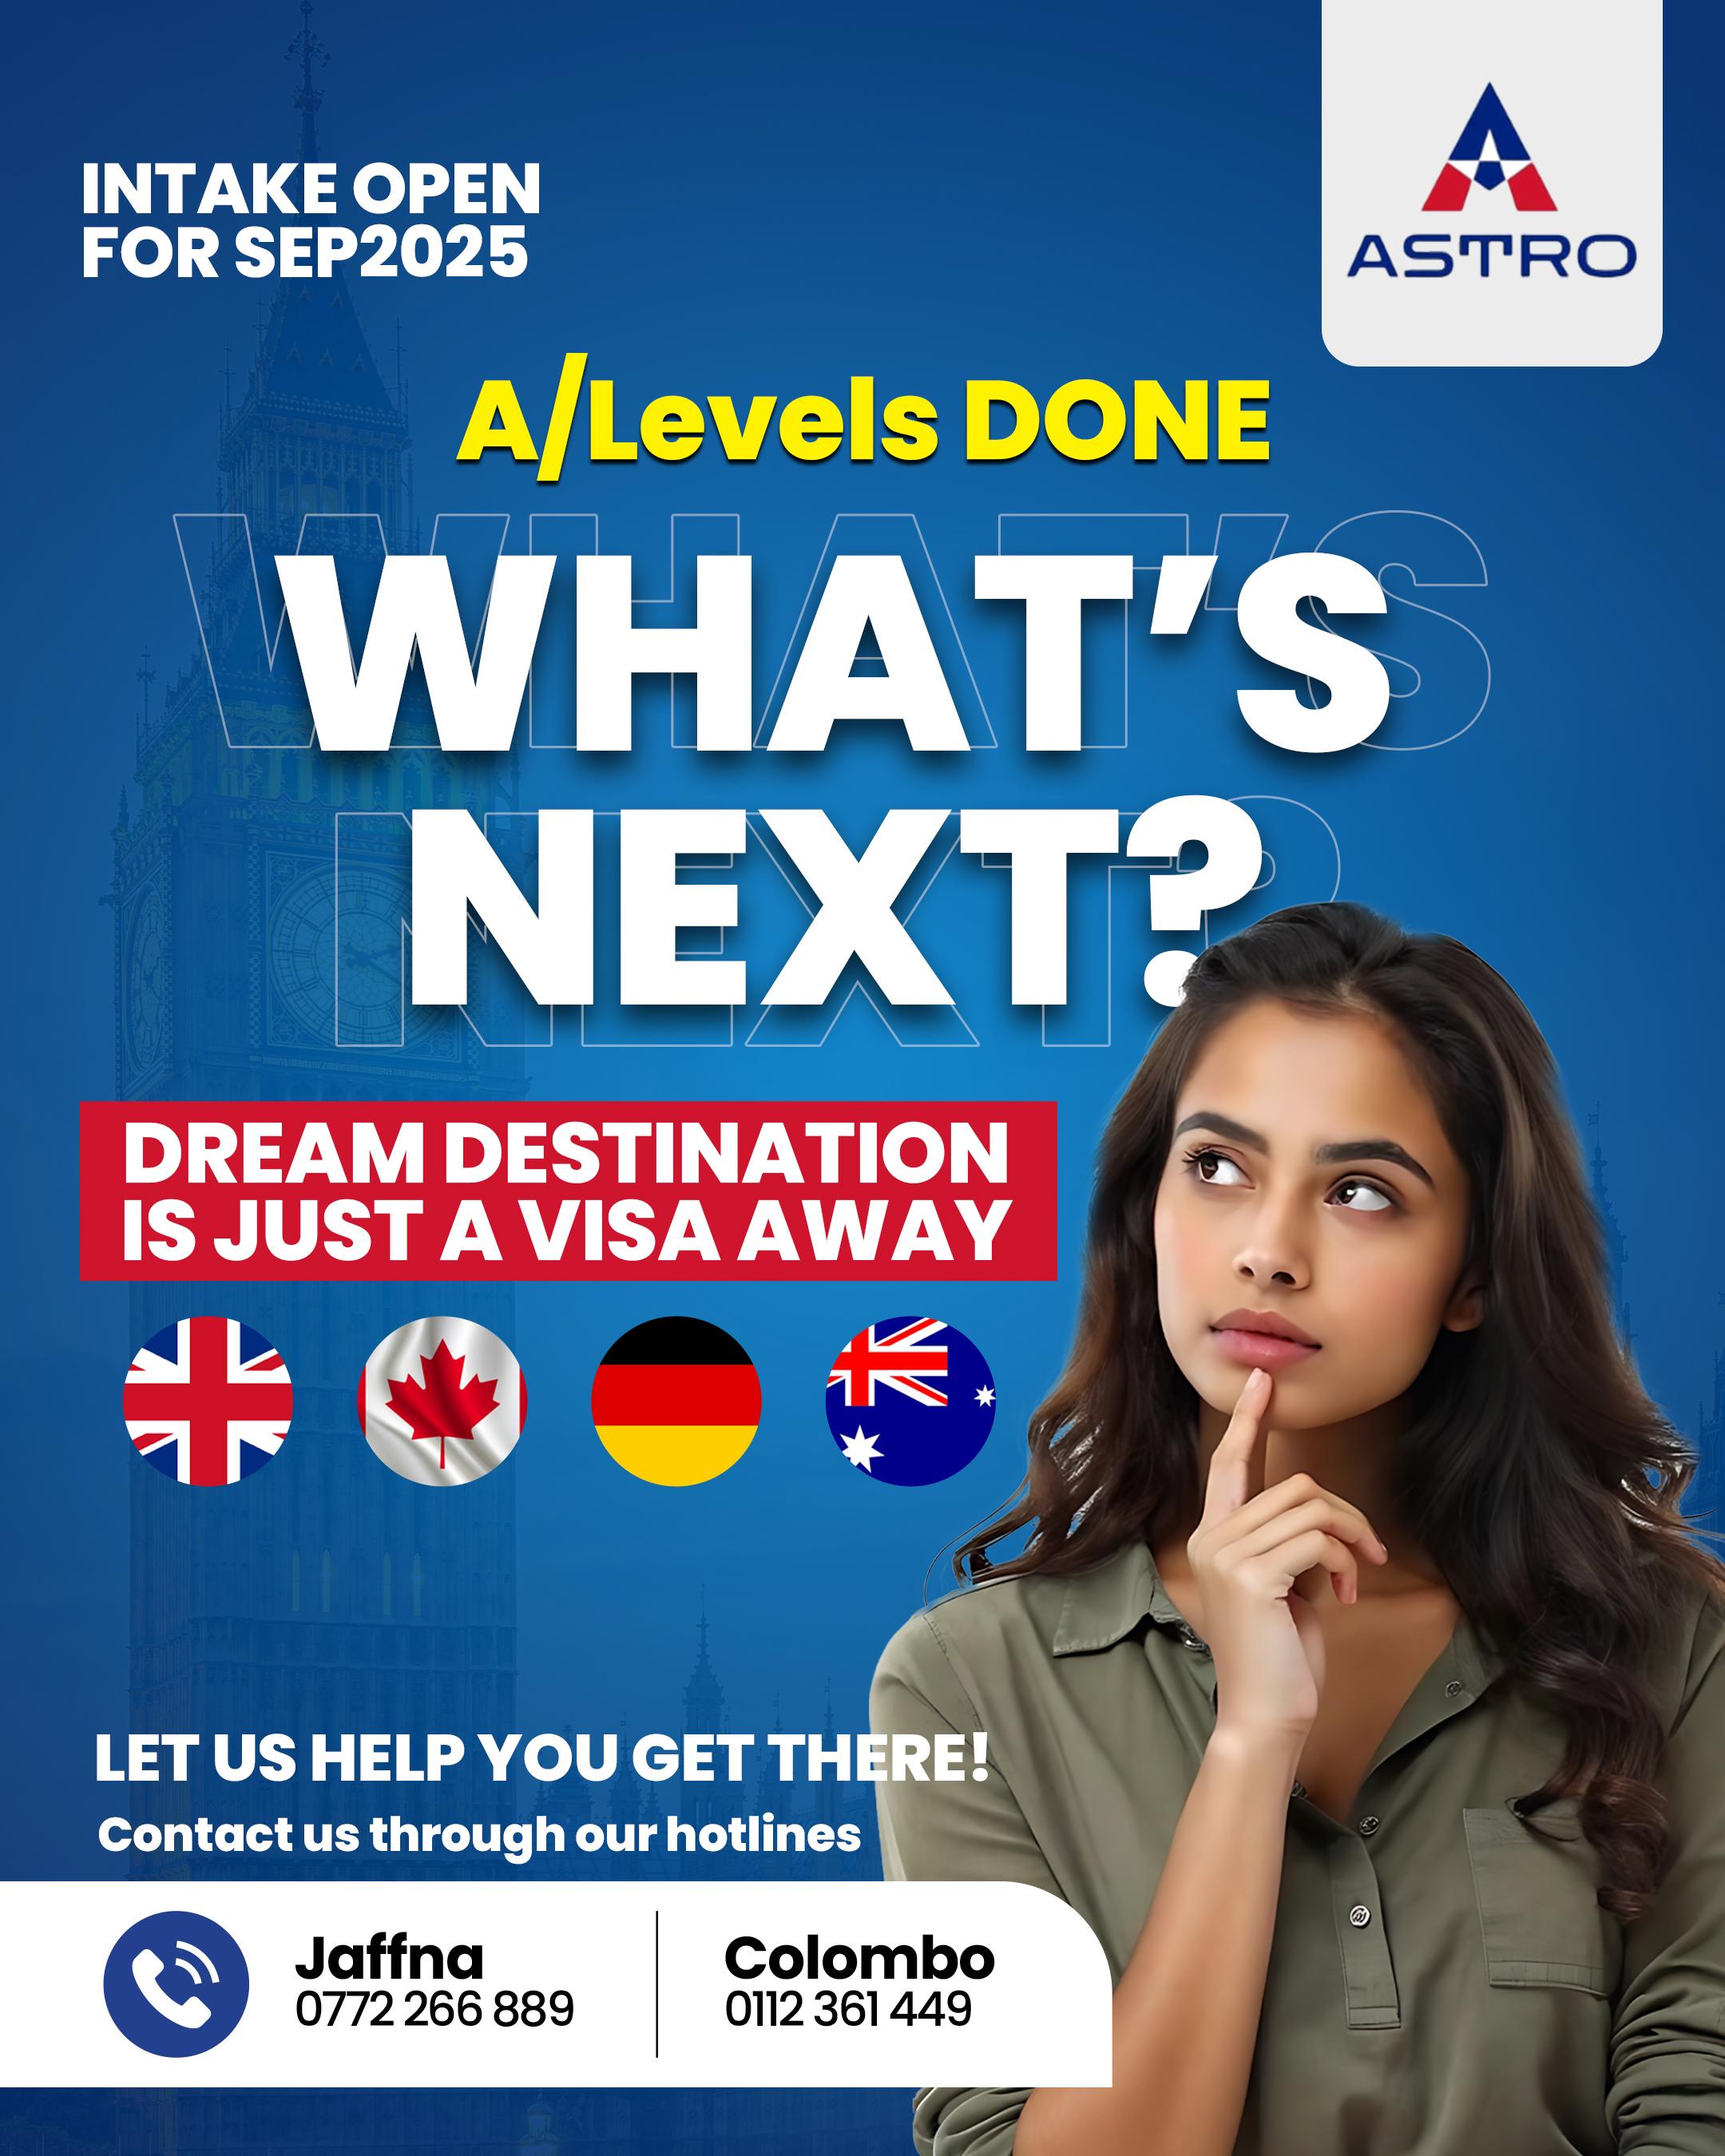 INTAKE OPEN
FOR SEP2025
ASTRO
A/Levels DONE
WHAT'S
NEXT?
DREAM DESTINATION
IS JUST A VISA AWAY
LET US HELP YOU GET THERE!
Contact us through our hotlines
Jaffna
0772 266 889
Colombo
0112 361 449